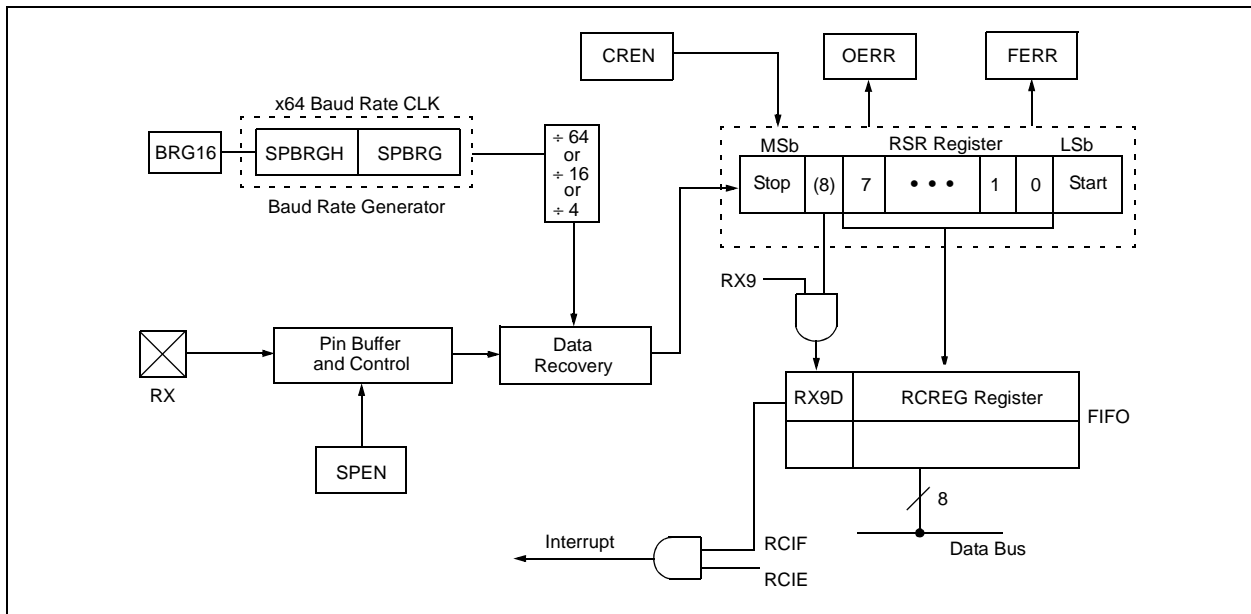 CREN
OERR
FERR
x64 Baud Rate CLK
BRG16
SPBRGH
SPBRG
Baud Rate Generator
÷ 64
or
÷ 16
or
÷ 4
MSb
RSR Register
LSb
Stop
(8)
7
• • •
1
0
Start
RX9
Pin Buffer
and Control
Data
Recovery
RX
SPEN
RX9D
RCREG Register
FIFO
8
Data Bus
Interrupt
RCIF
RCIE